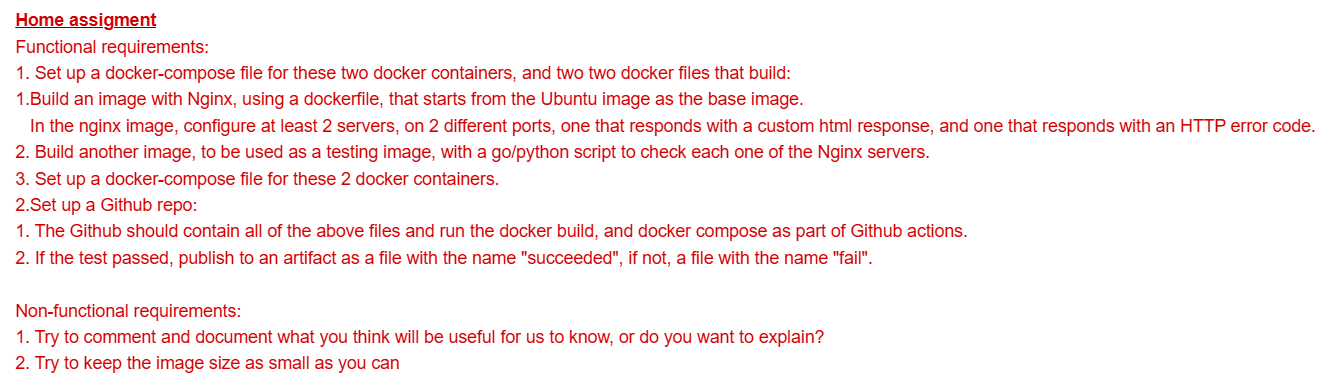 Home assigment
Functional requirements:
1. Set up a docker-compose file for these two docker containers, and two two docker files that build:
1.Build an image with Nginx, using a dockerfile, that starts from the Ubuntu image as the base image.
In the nginx image, configure at least 2 servers, on 2 different ports, one that responds with a custom html response, and one that responds with an HTTP error code.
2. Build another image, to be used as a testing image, with a go/python script to check each one of the Nginx servers.
3. Set up a docker-compose file for these 2 docker containers.
2.Set up a Github repo:
1. The Github should contain all of the above files and run the docker build, and docker compose as part of Github actions.
2. If the test passed, publish to an artifact as a file with the name "succeeded", if not, a file with the name "fail".
Non-functional requirements:
1. Try to comment and document what you think will be useful for us to know, or do you want to explain?
2. Try to keep the image size as small as you can